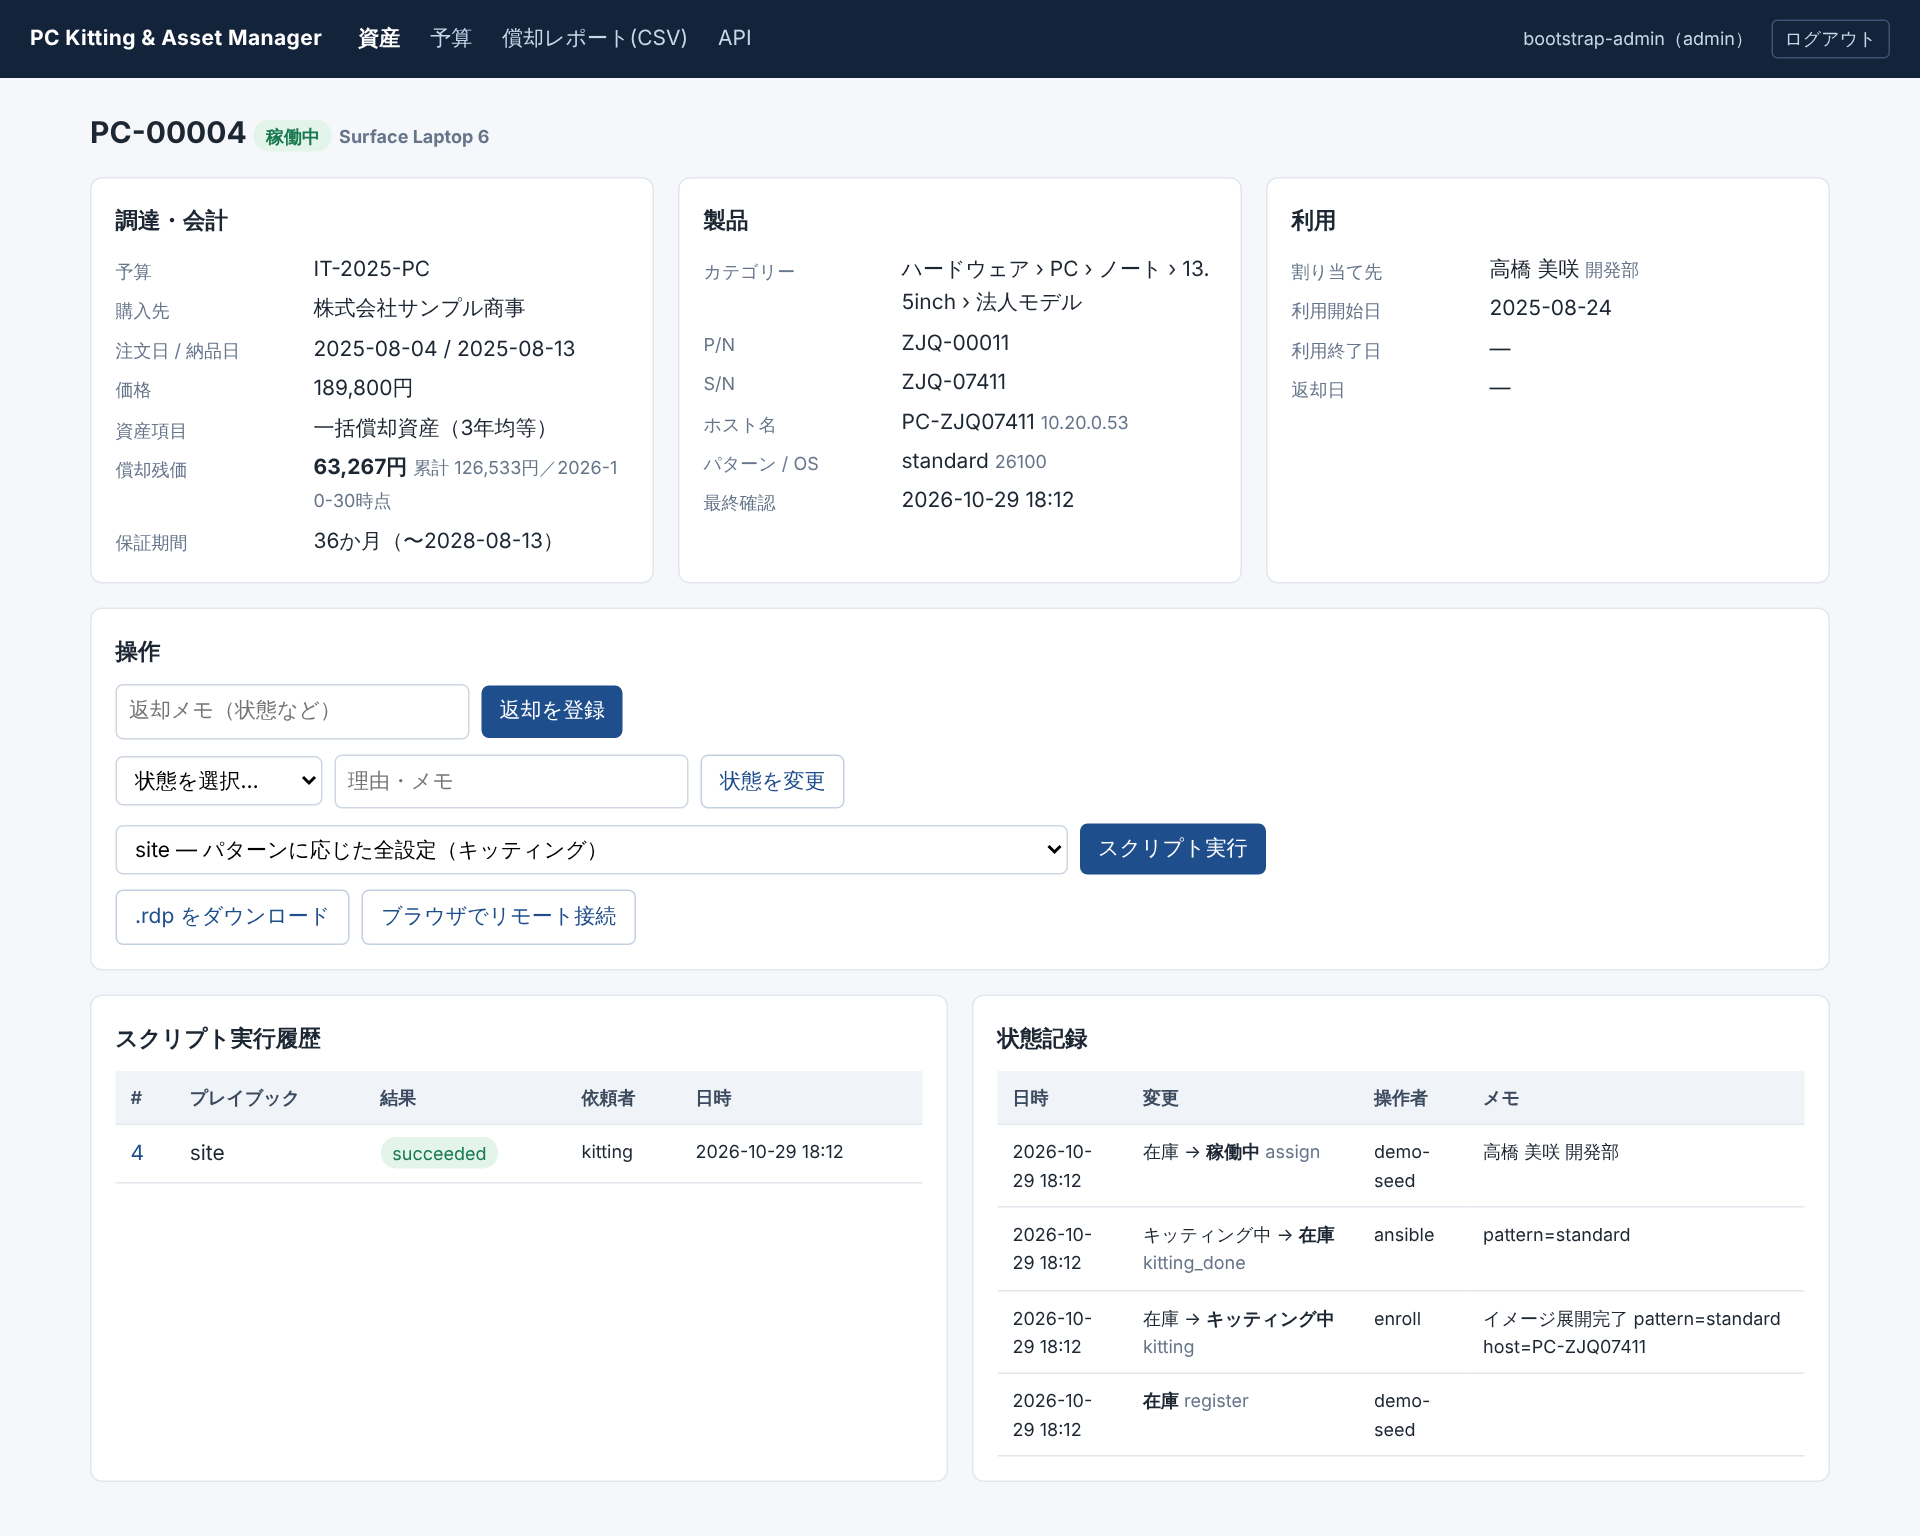 PC Kitting & Asset Manager 資産 予算 償却レポート(CSV) API bootstrap-admin（admin） ログアウト
PC-00004 稼働中 Surface Laptop 6
調達・会計
予算 IT-2025-PC
購入先 株式会社サンプル商事
注文日 / 納品日 2025-08-04 / 2025-08-13
価格 189,800円
資産項目 一括償却資産（3年均等）
償却残価 63,267円 累計 126,533円／2026-1
0-30時点
保証期間 36か月（〜2028-08-13）
製品
カテゴリー ハードウェア › PC › ノート › 13.
5inch › 法人モデル
P/N ZJQ-00011
S/N ZJQ-07411
ホスト名 PC-ZJQ07411 10.20.0.53
パターン / OS standard 26100
最終確認 2026-10-29 18:12
利用
割り当て先 高橋 美咲 開発部
利用開始日 2025-08-24
利用終了日 —
返却日 —
操作
返却メモ（状態など） 返却を登録
状態を選択... 理由・メモ 状態を変更
site — パターンに応じた全設定（キッティング） スクリプト実行
.rdp をダウンロード ブラウザでリモート接続
スクリプト実行履歴
# プレイブック 結果 依頼者 日時
4 site succeeded kitting 2026-10-29 18:12
状態記録
日時 変更 操作者 メモ
2026-10- 在庫 → 稼働中 assign demo- 高橋 美咲 開発部
29 18:12 seed
2026-10- キッティング中 → 在庫 ansible pattern=standard
29 18:12 kitting_done
2026-10- 在庫 → キッティング中 enroll イメージ展開完了 pattern=standard
29 18:12 kitting host=PC-ZJQ07411
2026-10- 在庫 register demo-
29 18:12 seed